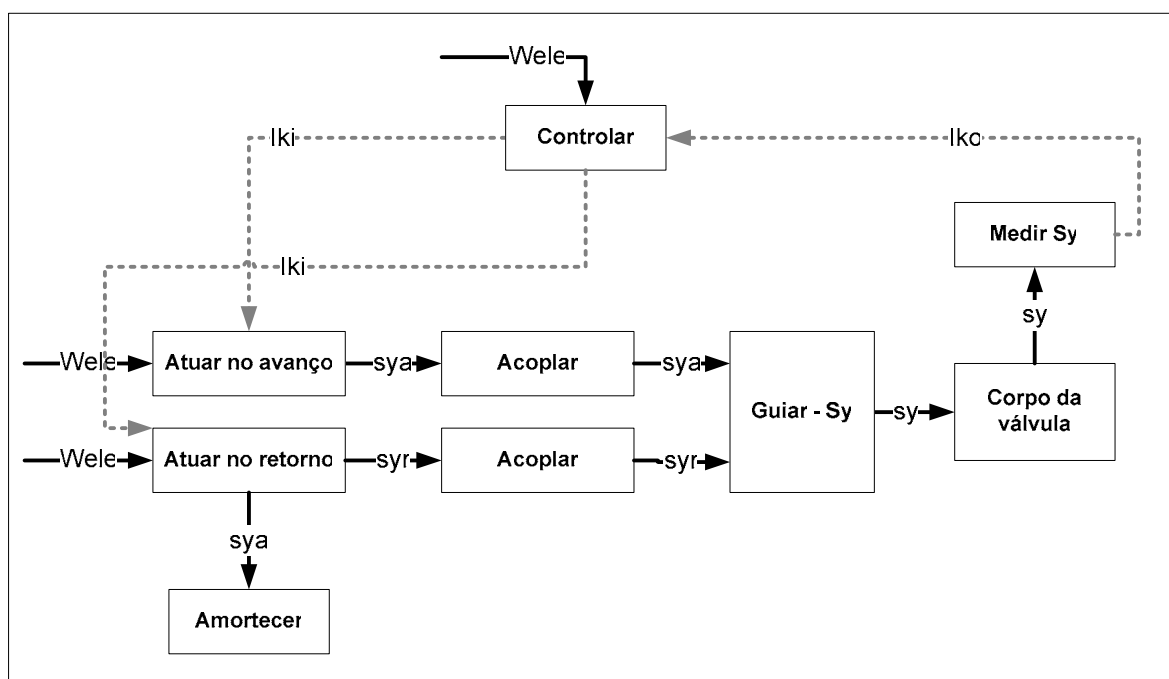 Wele
Controlar
Iki
Iko
Medir Sy
Iki
sy
Wele
Atuar no avanço
sya
Acoplar
sya
Guiar - Sy
sy
Corpo da
válvula
Wele
Atuar no retorno
syr
Acoplar
syr
sya
Amortecer